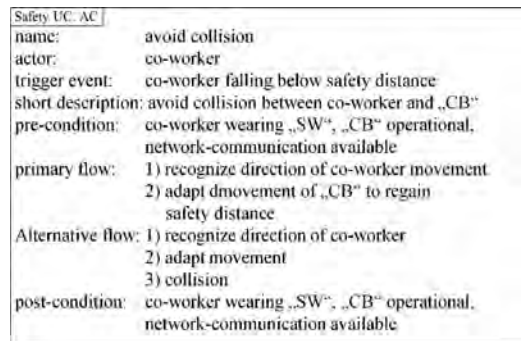 Safety UC: AC
name: avoid collision
actor: co-worker
trigger event: co-worker falling below safety distance
short description: avoid collision between co-worker and „CB“
pre-condition: co-worker wearing „SW“, „CB“ operational,
network-communication available
primary flow: 1) recognize direction of co-worker movement
2) adapt dmovement of „CB“ to regain
safety distance
Alternative flow: 1) recognize direction of co-worker
2) adapt movement
3) collision
post-condition: co-worker wearing „SW“, „CB“ operational,
network-communication available